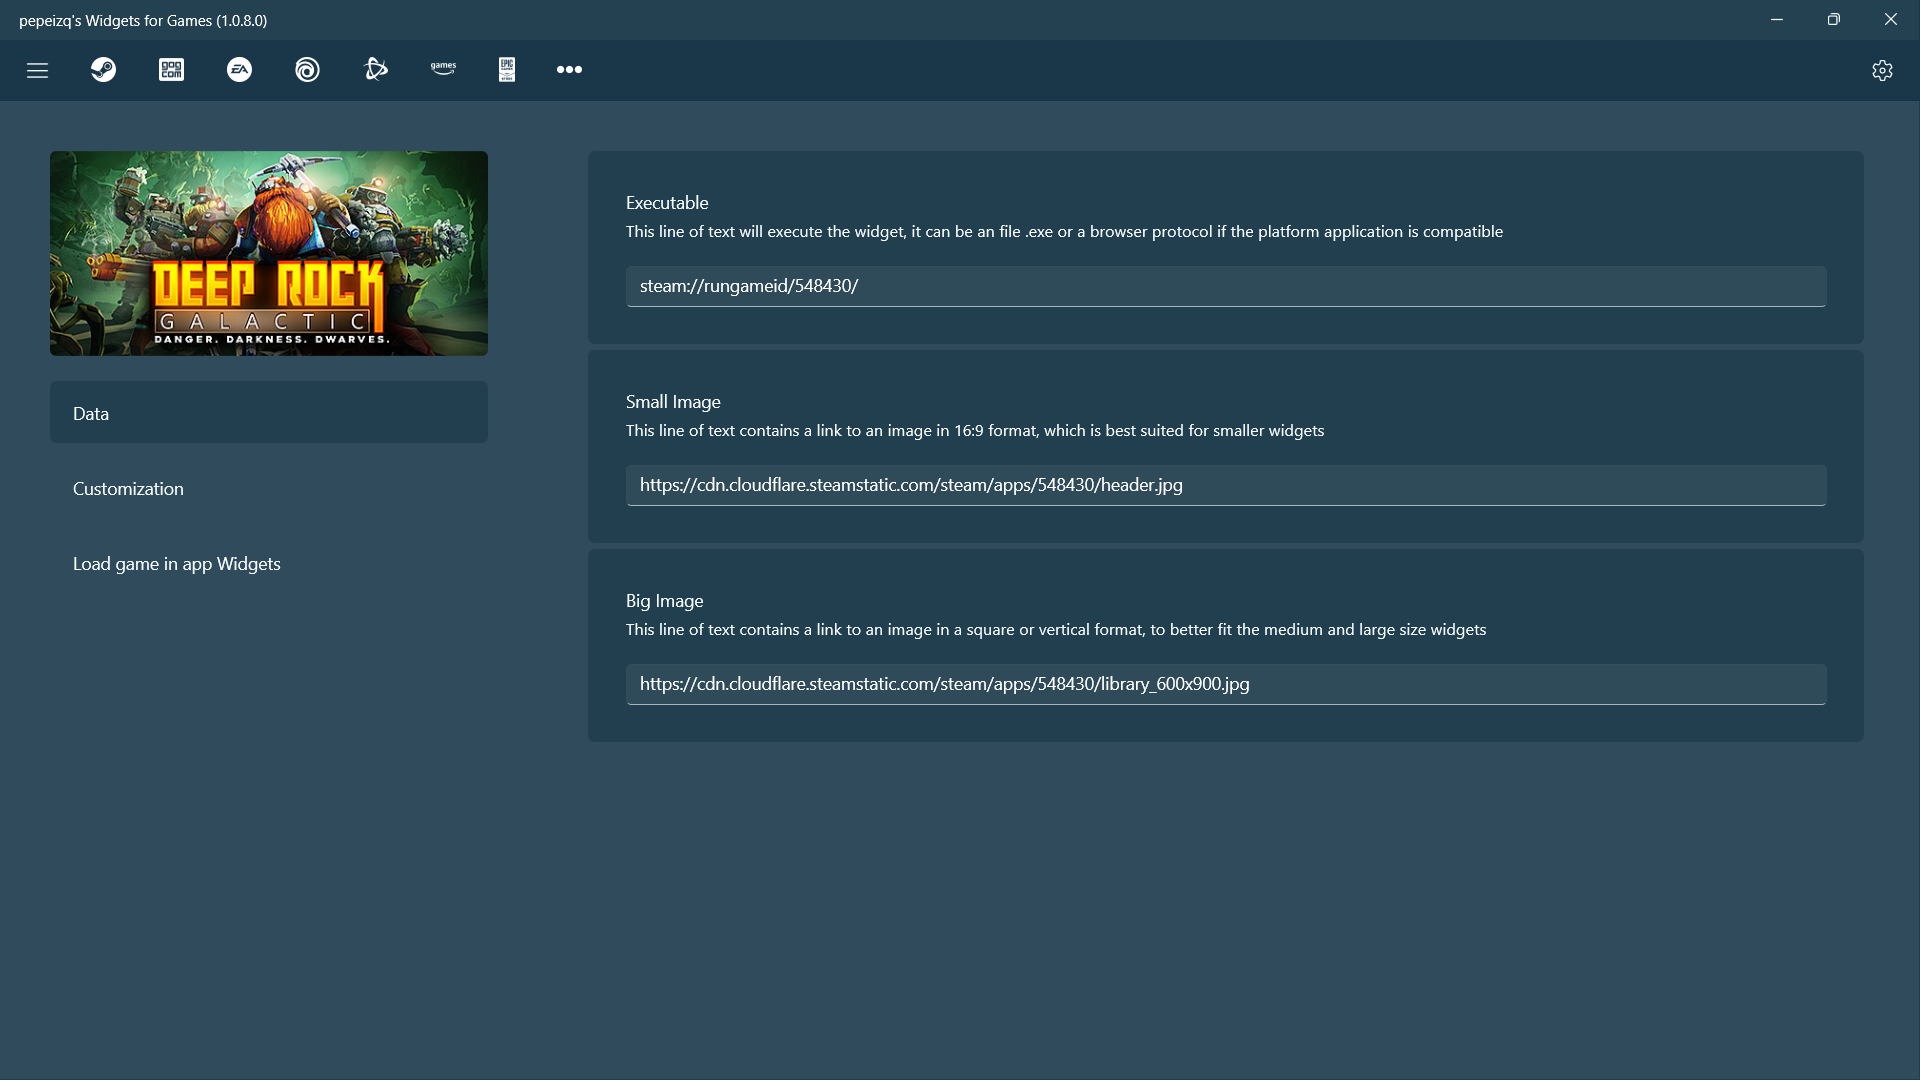 pepeizq's Widgets for Games (1.0.8.0)
gog
com
EA
games
EPIC
GAMES
DEEP ROCK
GALACTIC
DANGER. DARKNESS. DWARVES.
Data
Customization
Load game in app Widgets
Executable
This line of text will execute the widget, it can be an file .exe or a browser protocol if the platform application is compatible
steam://rungameid/548430/
Small Image
This line of text contains a link to an image in 16:9 format, which is best suited for smaller widgets
https://cdn.cloudflare.steamstatic.com/steam/apps/548430/header.jpg
Big Image
This line of text contains a link to an image in a square or vertical format, to better fit the medium and large size widgets
https://cdn.cloudflare.steamstatic.com/steam/apps/548430/library_600x900.jpg